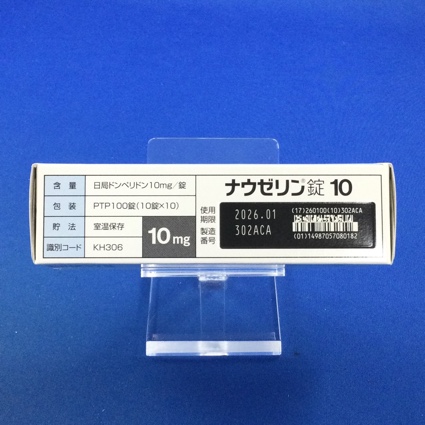 含量 日局ドンペリドン10mg/錠
包装 PTP100錠(10錠×10)
貯法 室温保存
識別コード KH306
10mg
ナウゼリン®錠10
使用期限 2026.01
製造番号 302ACA
(17)260100(10)302ACA
(01)14987057080182